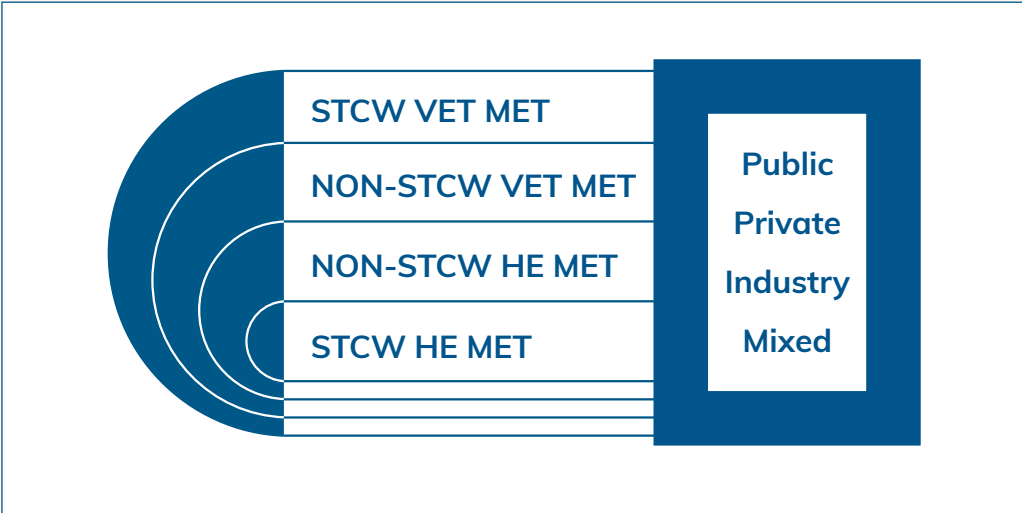 STCW VET MET
NON-STCW VET MET
NON-STCW HE MET
STCW HE MET
Public
Private
Industry
Mixed